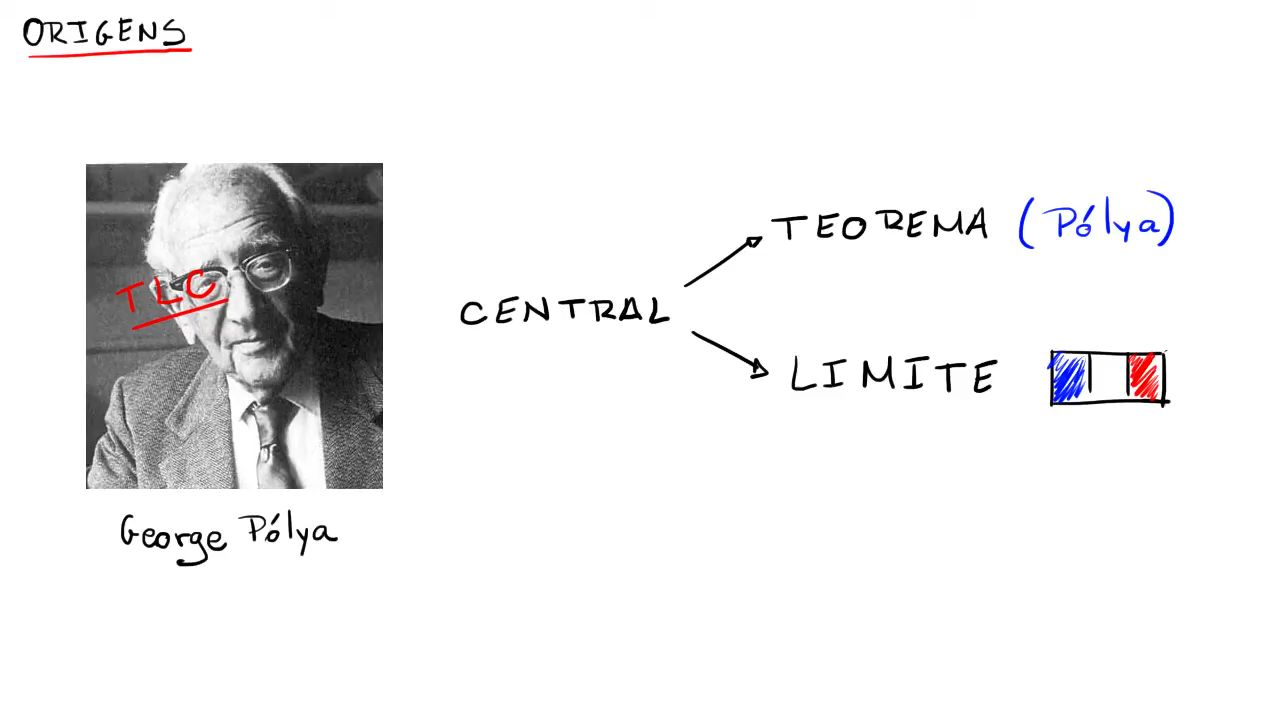 ORIGENS
TLC
George Pólya
CENTRAL
TEOREMA (Pólya)
LIMITE